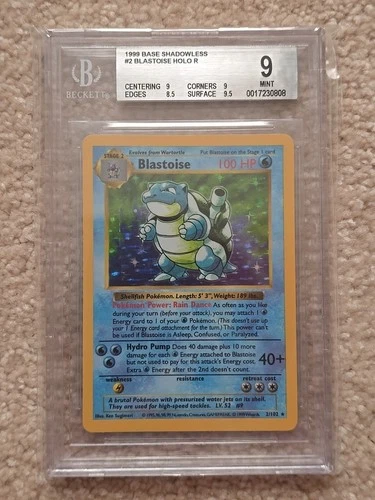 1999 BASE SHADOWLESS
#2 BLASTOISE HOLO R
BECKETT
CENTERING 9 CORNERS 9
EDGES 8.5 SURFACE 9.5
9
MINT
0017230808
Evolves from Wartortle Put Blastoise on the Stage 1 card
STAGE 2
Blastoise 100 HP
Shellfish Pokémon. Length: 5' 3", Weight: 189 lbs.
Pokémon Power: Rain Dance As often as you like
during your turn (before your attack), you may attach 1
Energy card to 1 of your Pokémon. (This doesn't use up
your 1 Energy card attachment for the turn.) This power can't
be used if Blastoise is Asleep, Confused, or Paralyzed.
Hydro Pump Does 40 damage plus 10 more
damage for each Energy attached to Blastoise
but not used to pay for this attack's Energy cost.
Extra Energy after the 2nd doesn't count.
40+
weakness resistance retreat cost
A brutal Pokémon with pressurized water jets on its shell.
They are used for high-speed tackles. LV. 52 #9
Illus. Ken Sugimori
2/102